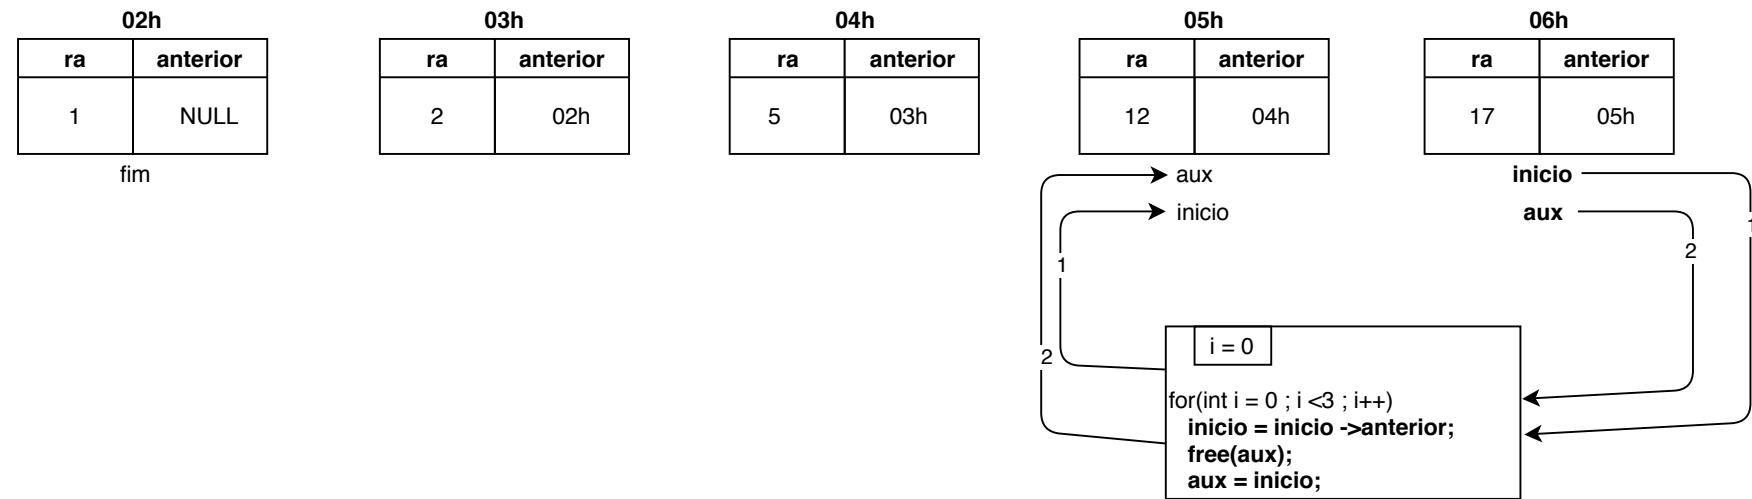 02h 03h 04h 05h 06h
ra anterior ra anterior ra anterior ra anterior ra anterior
1 NULL 2 02h 5 03h 12 04h 17 05h
fim aux inicio
inicio aux
1
2
1
2
i = 0
for(int i = 0 ; i <3 ; i++)
inicio = inicio ->anterior;
free(aux);
aux = inicio;